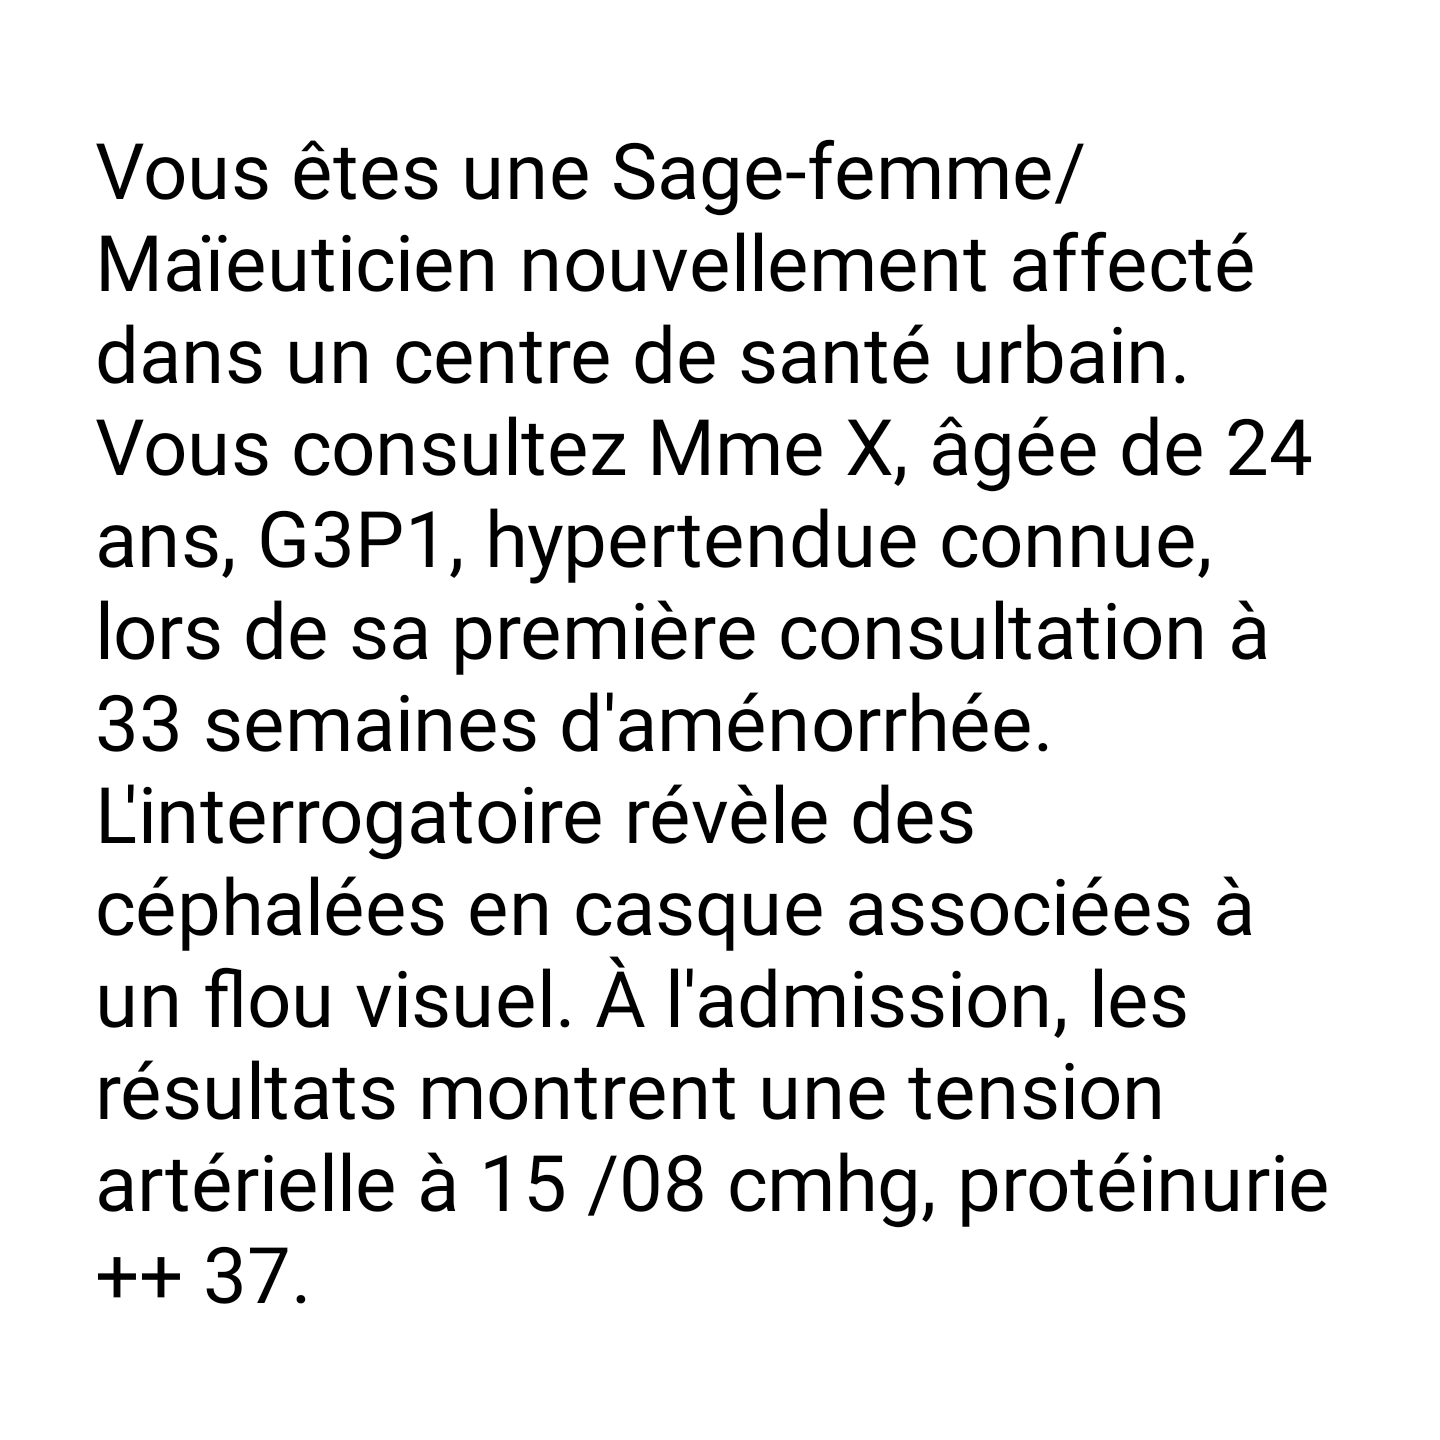 Vous êtes une Sage-femme/
Maïeuticien nouvellement affecté
dans un centre de santé urbain.
Vous consultez Mme X, âgée de 24
ans, G3P1, hypertendue connue,
lors de sa première consultation à
33 semaines d'aménorrhée.
L'interrogatoire révèle des
céphalées en casque associées à
un flou visuel. À l'admission, les
résultats montrent une tension
artérielle à 15 /08 cmhg, protéinurie
++ 37.